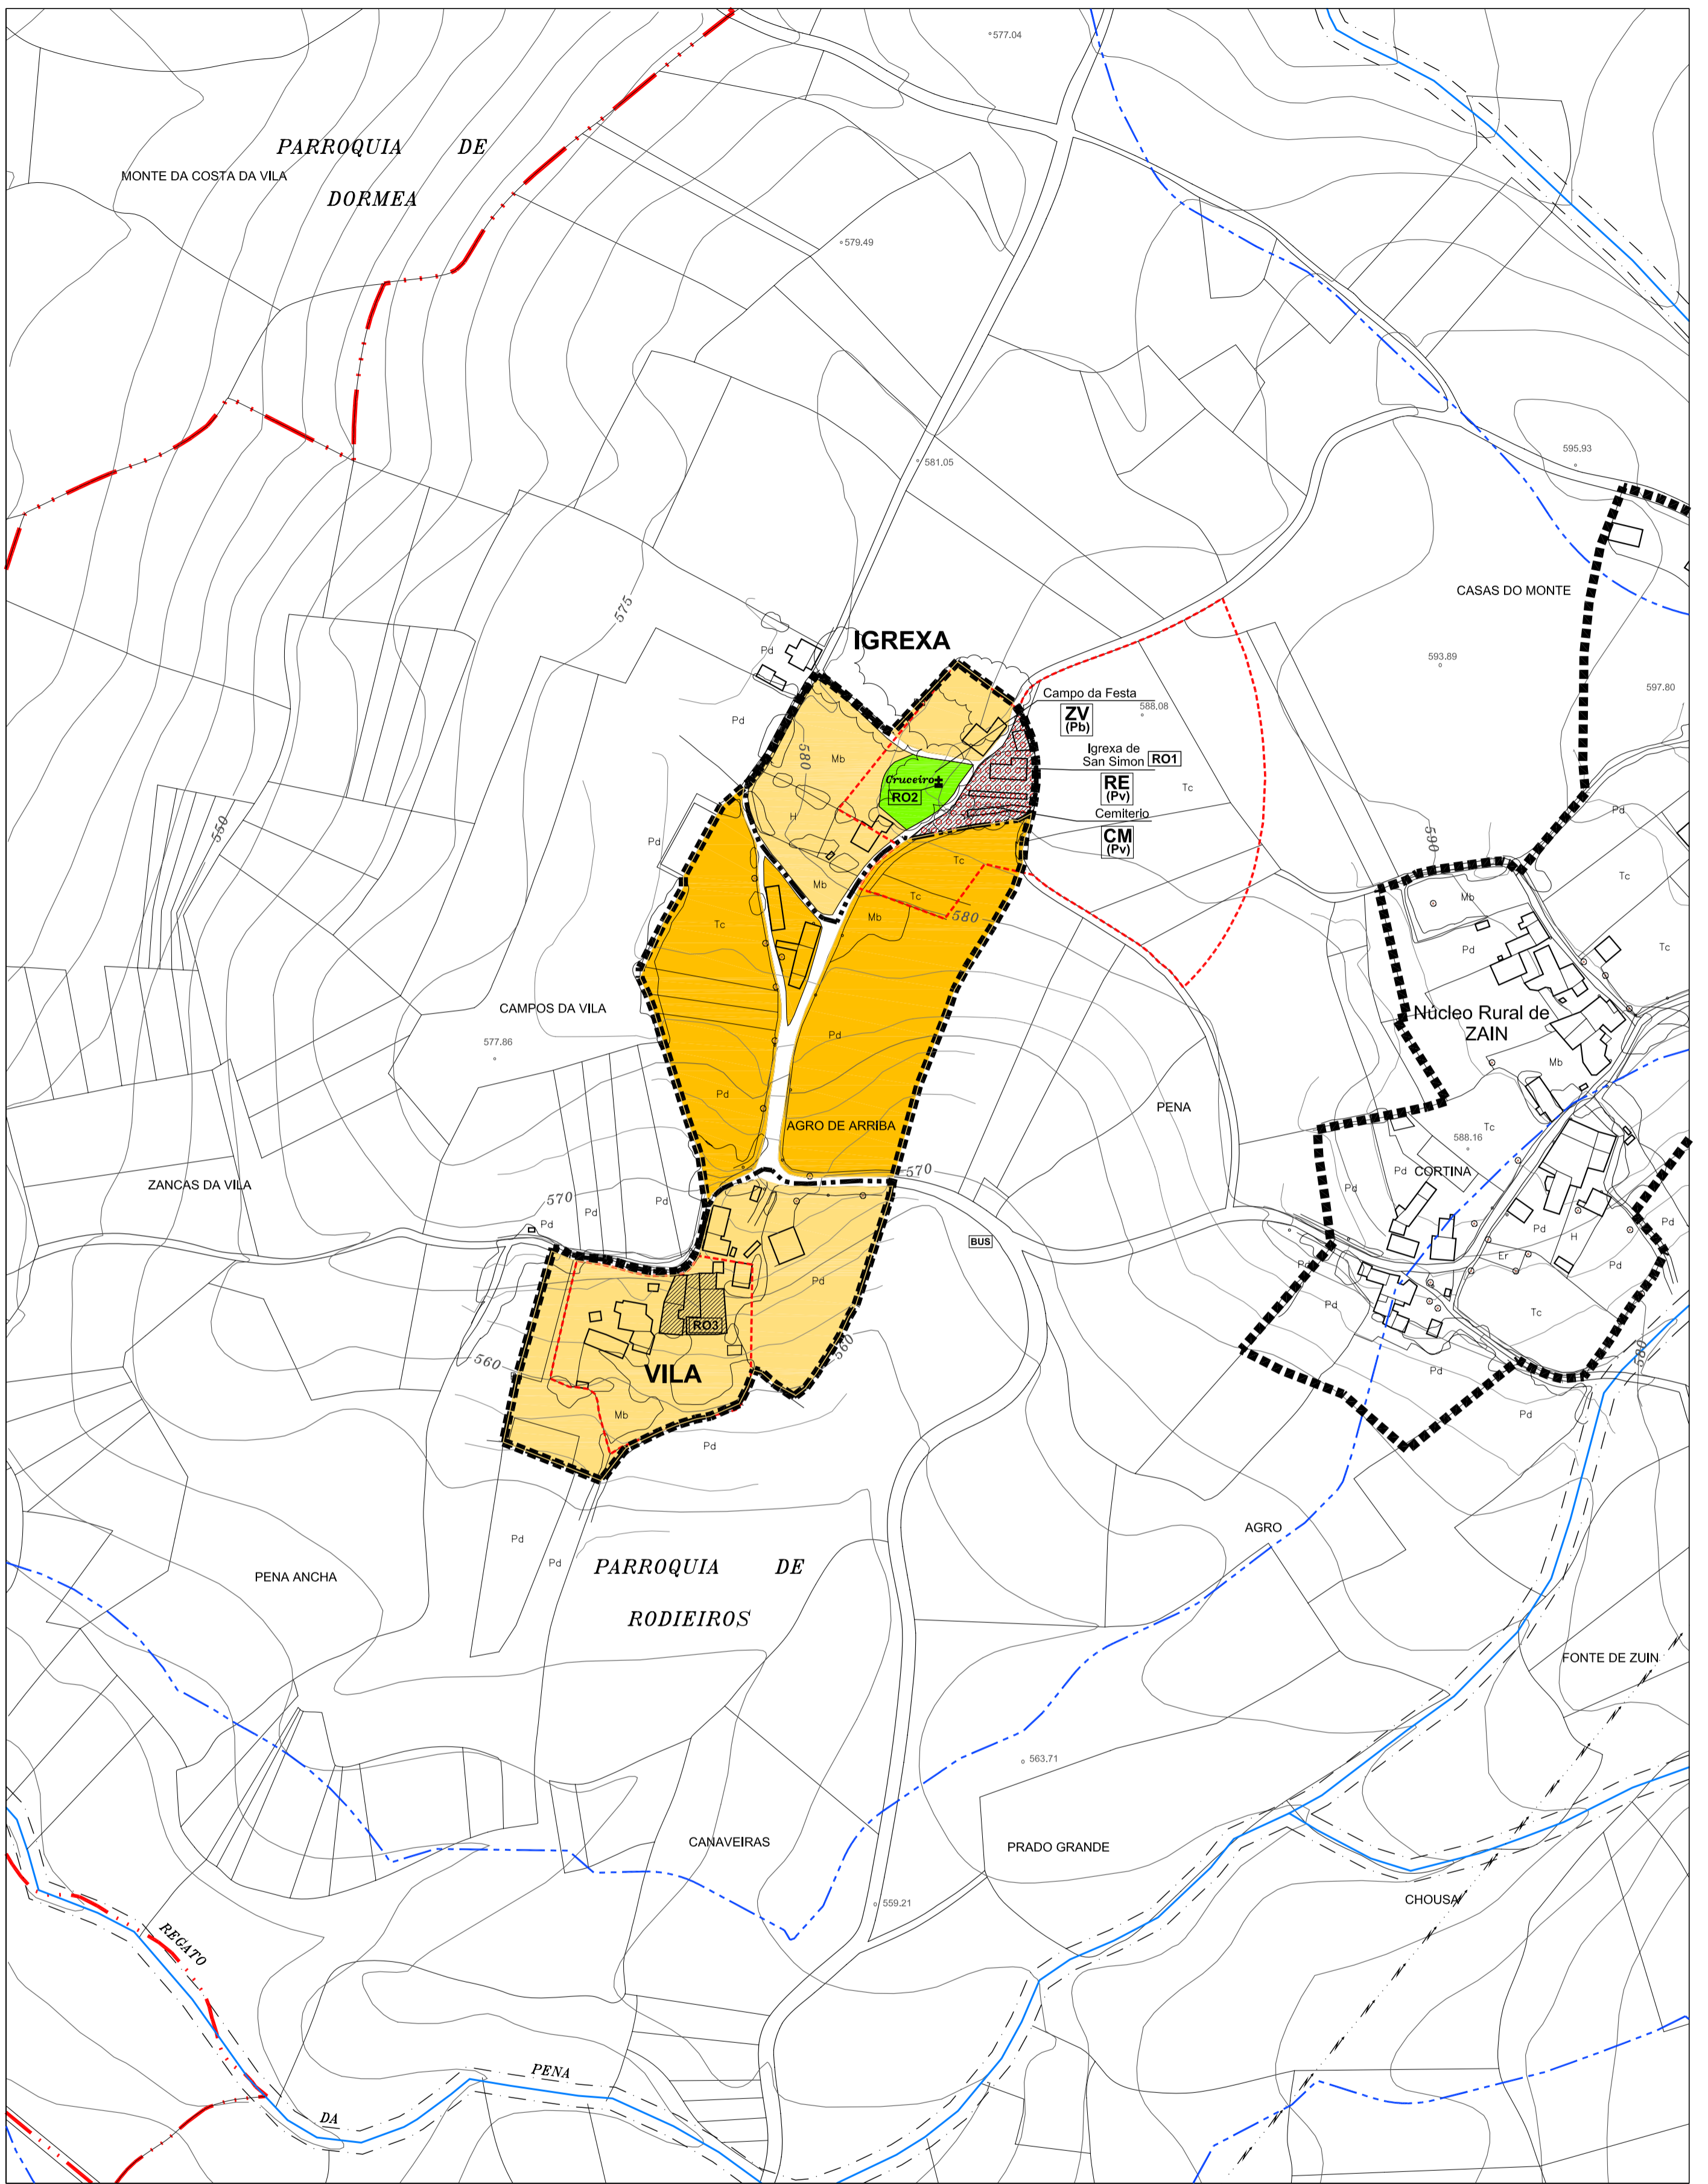 577.04
PARROQUIA DE
MONTE DA COSTA DA VILA
DORMEA
579.49
595.93
581.05
CASAS DO MONTE
575
IGREXA
Pd
593.89
597.80
Campo da Festa
ZV
(Pb)
588.08
Pd
580
Mb
Igrexa de
San Simon RO1
Cruceiro
RO2
RE
(Pv)
Tc
H
Cemiterio
CM
(Pv)
Pd
550
590
Pd
Pd
Tc
Mb
Tc
Tc
Mb
580
Mb
Tc
Pd
Tc
CAMPOS DA VILA
Núcleo Rural de
ZAIN
577.86
Pd
Mb
Pd
PENA
AGRO DE ARRIBA
Tc
588.16
570
Pd
CORTINA
ZANCAS DA VILA
570
Pd
Pd
Pd
Pd
Pd
Pd
BUS
Pd
H
Er
Pd
Pd
Pd
Pd
Tc
RO3
560
560
580
VILA
Pd
Mb
Pd
Pd
Pd
Pd
AGRO
PARROQUIA DE
PENA ANCHA
RODIEIROS
FONTE DE ZUIN
563.71
CANAVEIRAS
PRADO GRANDE
CHOUSA
559.21
REGATO
PENA
DA